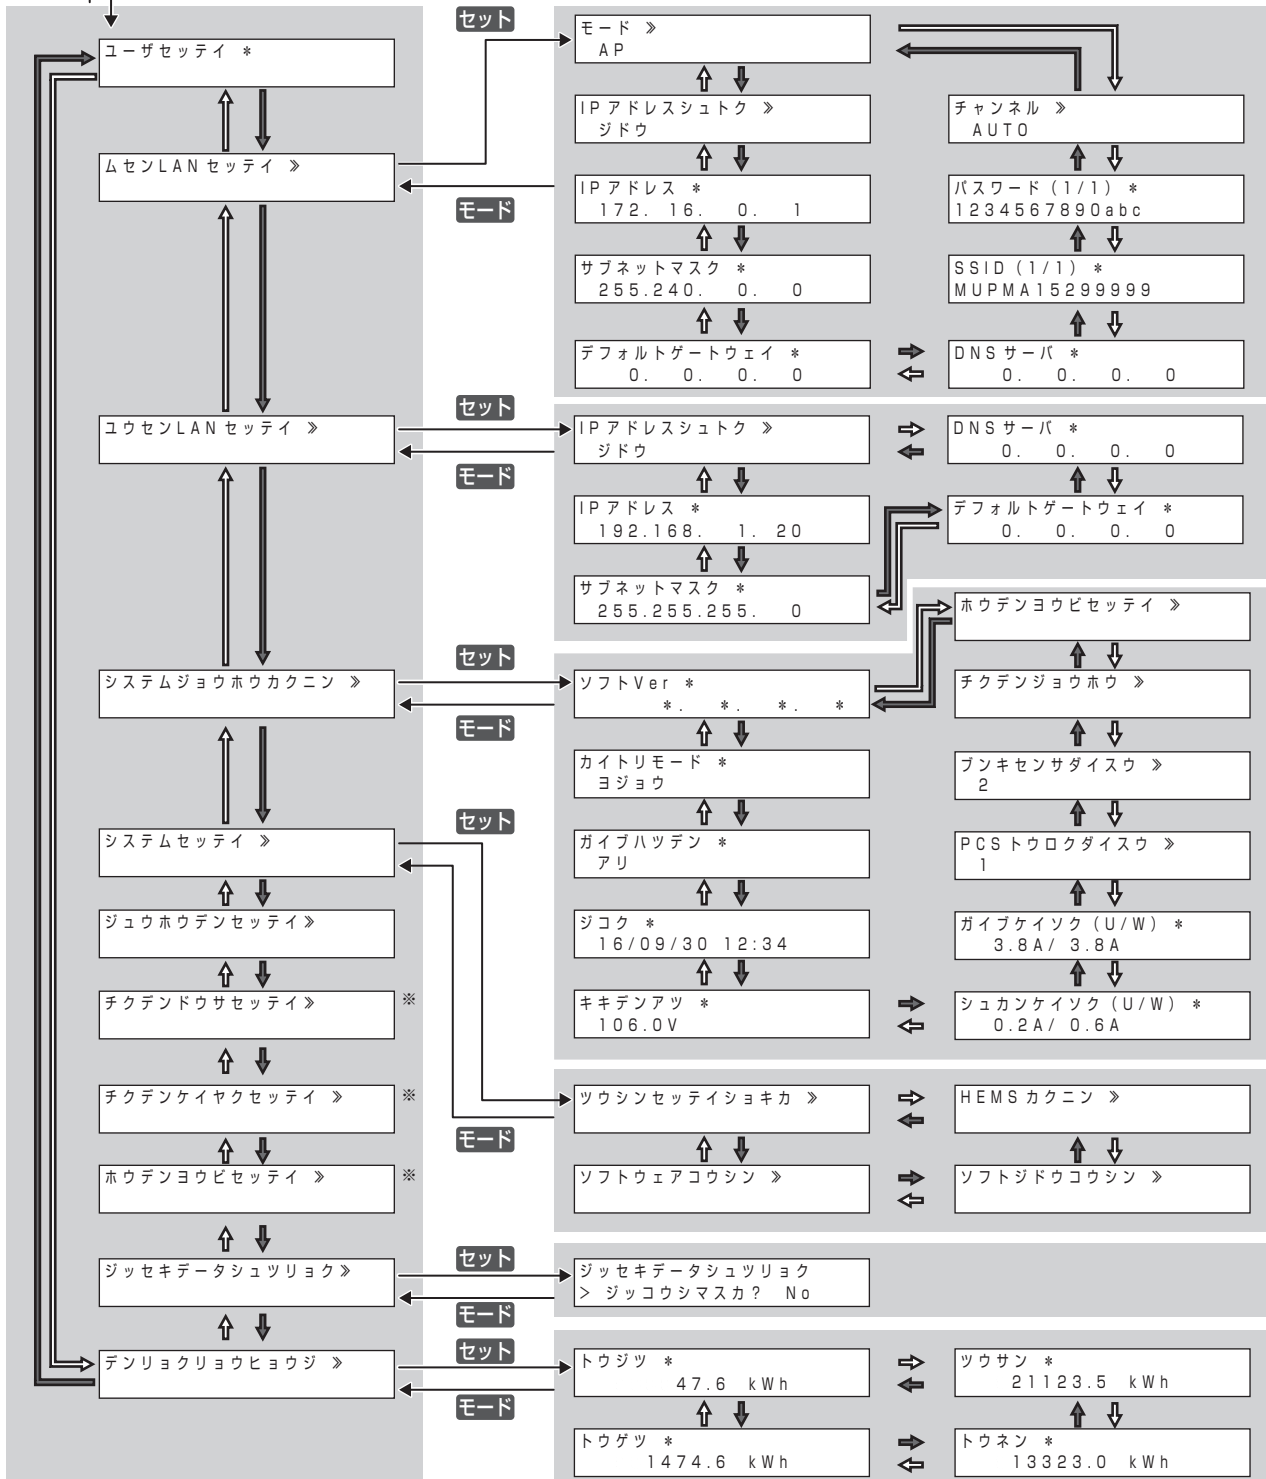 ユーザセッテイ *
ムセンLANセッテイ 》
ユウセンLANセッテイ 》
システムジョウホウカクニン 》
システムセッテイ 》
ジュウホウデンセッテイ》
チクデンドウサセッテイ》
※
チクデンケイヤクセッテイ 》
※
ホウデンヨウビセッテイ 》
※
ジッセキデータシュツリョク》
デンリョクリョウヒョウジ 》
セット
モード
モード 》
AP
IPアドレスシュトク 》
ジドウ
IPアドレス *
172. 16. 0. 1
サブネットマスク *
255.240. 0. 0
デフォルトゲートウェイ *
0. 0. 0. 0
チャンネル 》
AUTO
パスワード(1/1) *
1234567890abc
SSID(1/1) *
MUPMA15299999
DNSサーバ *
0. 0. 0. 0
セット
モード
IPアドレスシュトク 》
ジドウ
IPアドレス *
192.168. 1. 20
サブネットマスク *
255.255.255. 0
DNSサーバ *
0. 0. 0. 0
デフォルトゲートウェイ *
0. 0. 0. 0
セット
モード
ソフトVer *
*. *. *. *
カイトリモード *
ヨジョウ
ガイブハツデン *
アリ
ジコク *
16/09/30 12:34
キキデンアツ *
106.0V
ホウデンヨウビセッテイ 》
チクデンジョウホウ 》
ブンキセンサダイスウ 》
2
PCSトウロクダイスウ 》
1
ガイブケイソク(U/W) *
3.8A/ 3.8A
シュカンケイソク(U/W) *
0.2A/ 0.6A
セット
モード
ツウシンセッテイショキカ 》
ソフトウェアコウシン 》
HEMSカクニン 》
ソフトジドウコウシン 》
セット
モード
ジッセキデータシュツリョク
> ジッコウシマスカ? No
セット
モード
トウジツ *
47.6 kWh
トウゲツ *
1474.6 kWh
ツウサン *
21123.5 kWh
トウネン *
13323.0 kWh